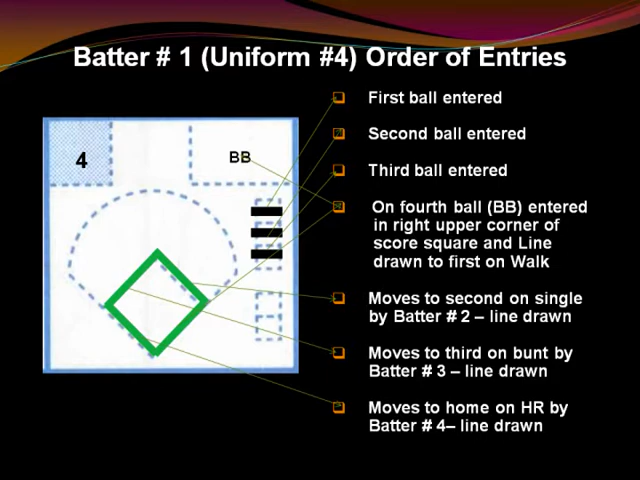 Batter # 1 (Uniform #4) Order of Entries
4
BB
First ball entered
Second ball entered
Third ball entered
On fourth ball (BB) entered
in right upper corner of
score square and Line
drawn to first on Walk
Moves to second on single
by Batter # 2 – line drawn
Moves to third on bunt by
Batter # 3 – line drawn
Moves to home on HR by
Batter # 4– line drawn